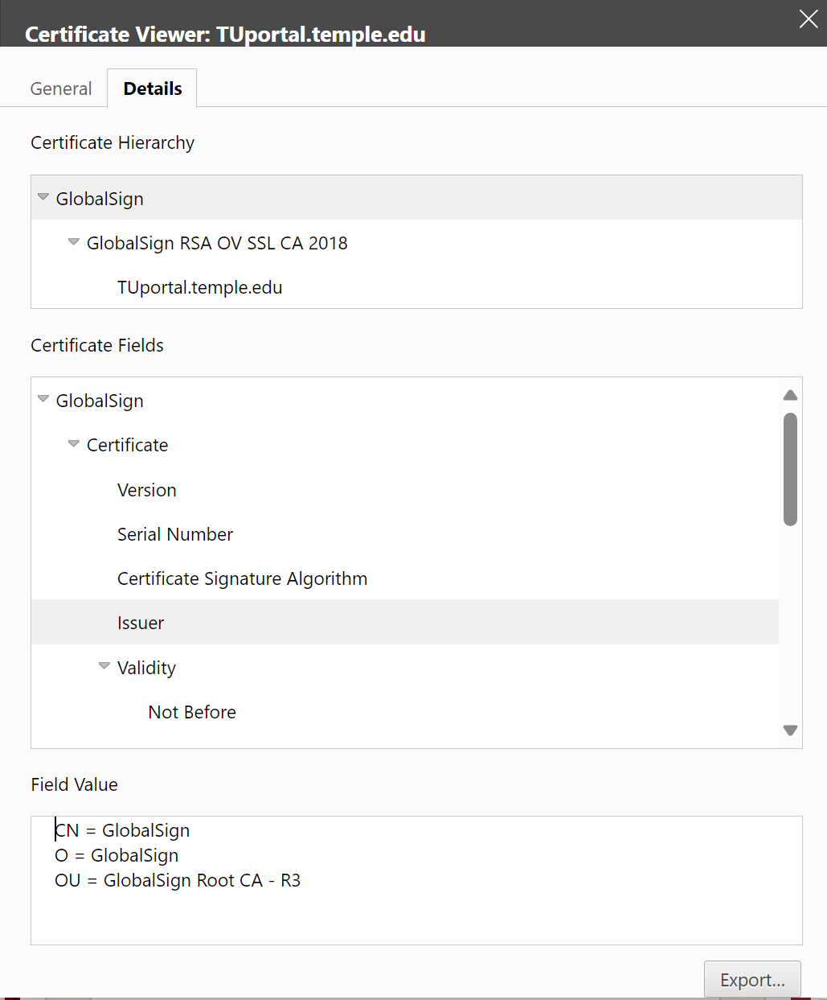 Certificate Viewer: TUportal.temple.edu
General
Details
Certificate Hierarchy
GlobalSign
GlobalSign RSA OV SSL CA 2018
TUportal.temple.edu
Certificate Fields
GlobalSign
Certificate
Version
Serial Number
Certificate Signature Algorithm
Issuer
Validity
Not Before
Field Value
CN = GlobalSign
O = GlobalSign
OU = GlobalSign Root CA - R3
Export...